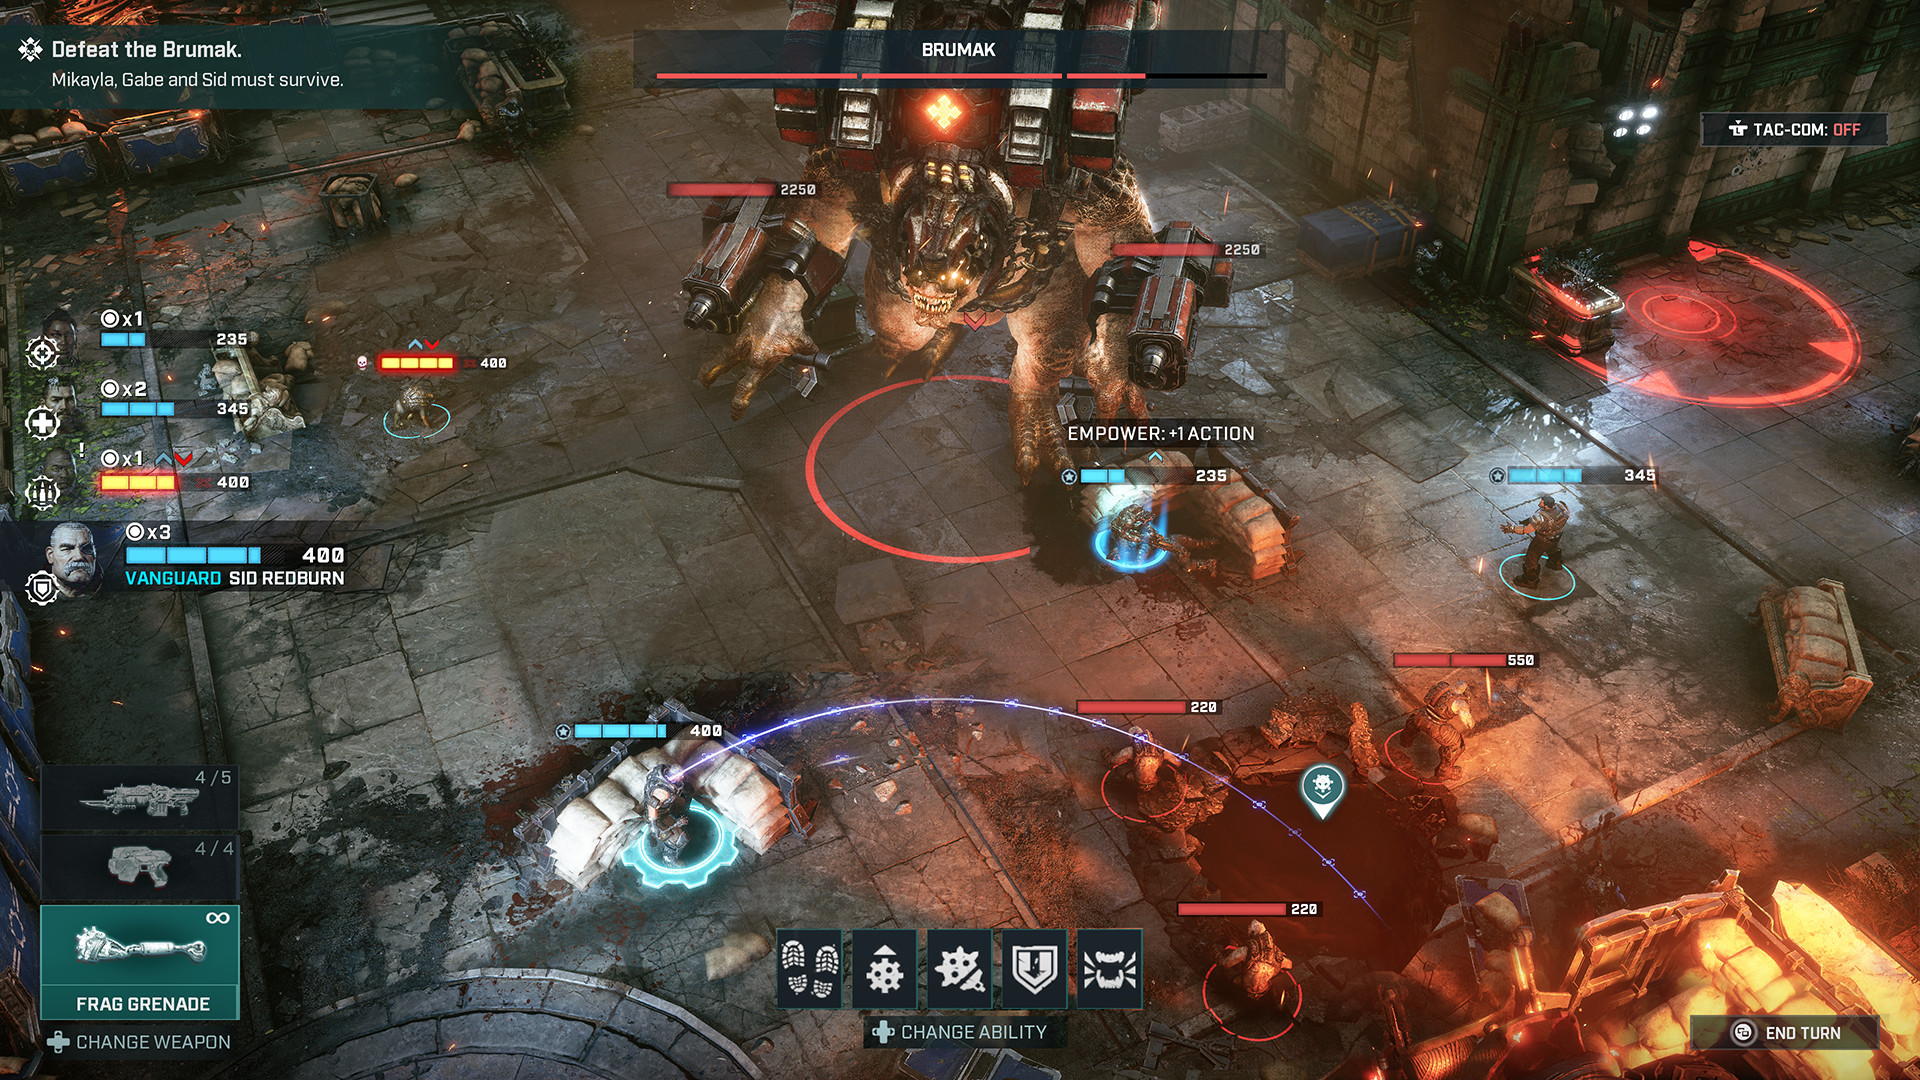 Defeat the Brumak.
Mikayla, Gabe and Sid must survive.
BRUMAK
TAC-COM: OFF
2250
2250
x1
235
400
x2
345
x1
400
EMPOWER: +1 ACTION
235
345
x3
400
VANGUARD SID REDBURN
550
220
400
4/5
4/4
220
∞
FRAG GRENADE
CHANGE WEAPON
CHANGE ABILITY
END TURN